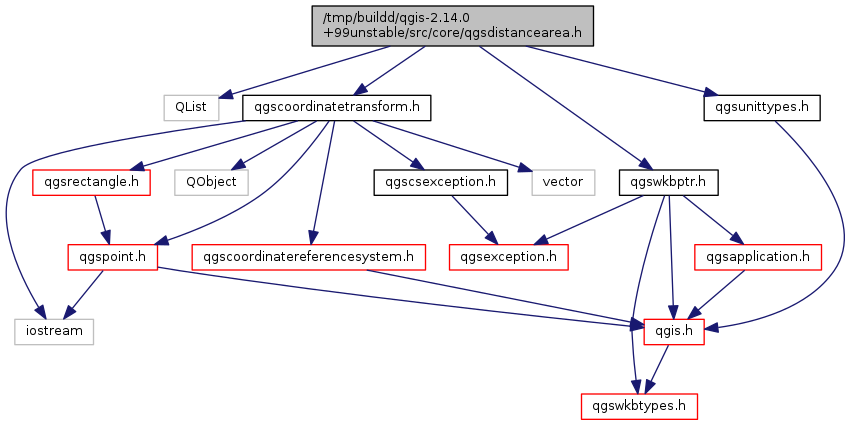 /tmp/buildd/qgis-2.14.0
+99unstable/src/core/qgsdistancearea.h
QList
qgscoordinatetransform.h
qgsunittypes.h
qgsrectangle.h
QObject
qgscsexception.h
vector
qgswkbptr.h
qgspoint.h
qgscoordinatereferencesystem.h
qgsexception.h
qgsapplication.h
iostream
qgis.h
qgswkbtypes.h